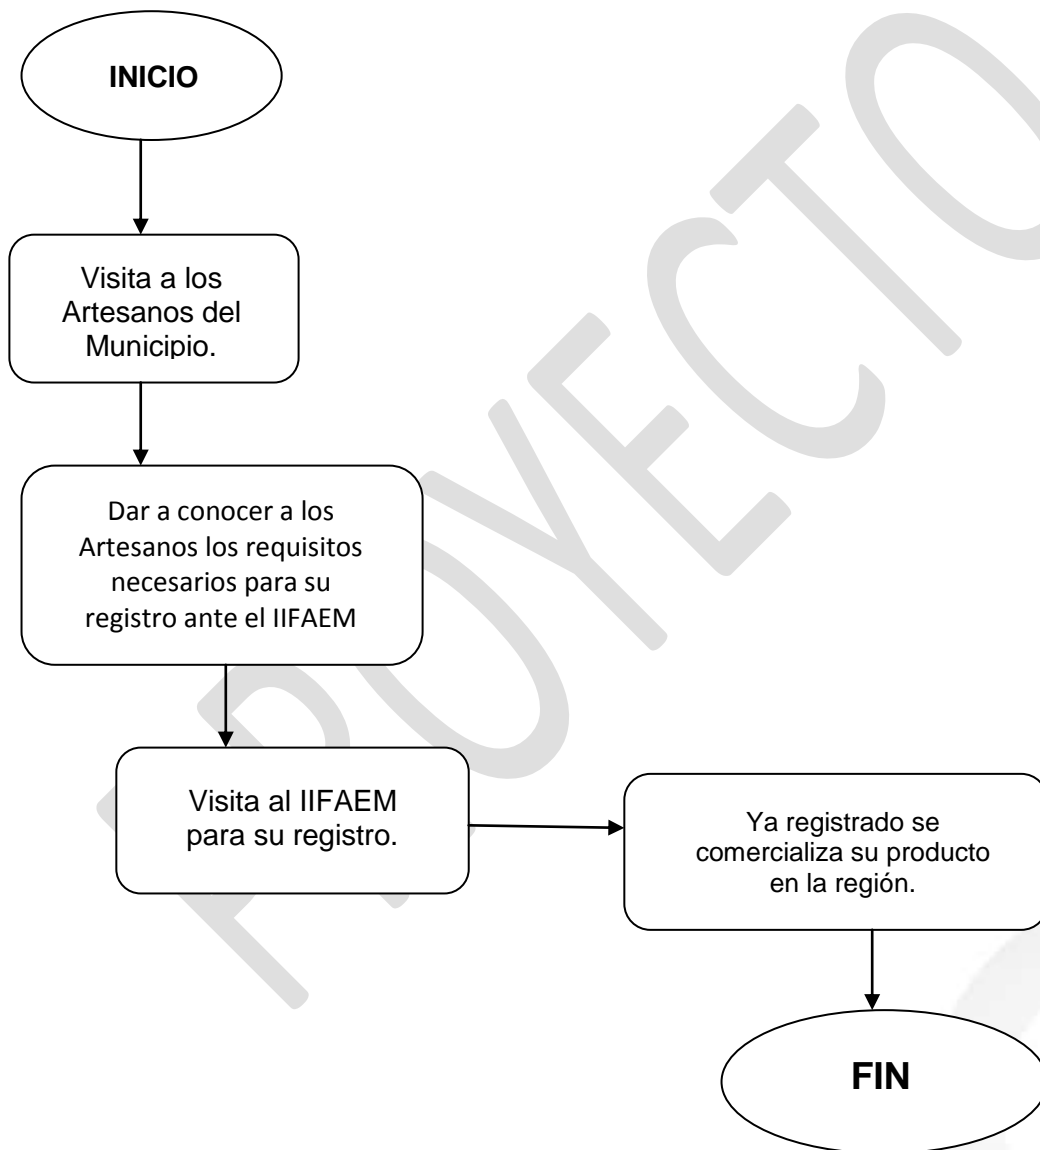 INICIO
Visita a los
Artesanos del
Municipio.
Dar a conocer a los
Artesanos los requisitos
necesarios para su
registro ante el IIFAEM
Visita al IIFAEM
para su registro.
Ya registrado se
comercializa su producto
en la región.
FIN
PROYECTO